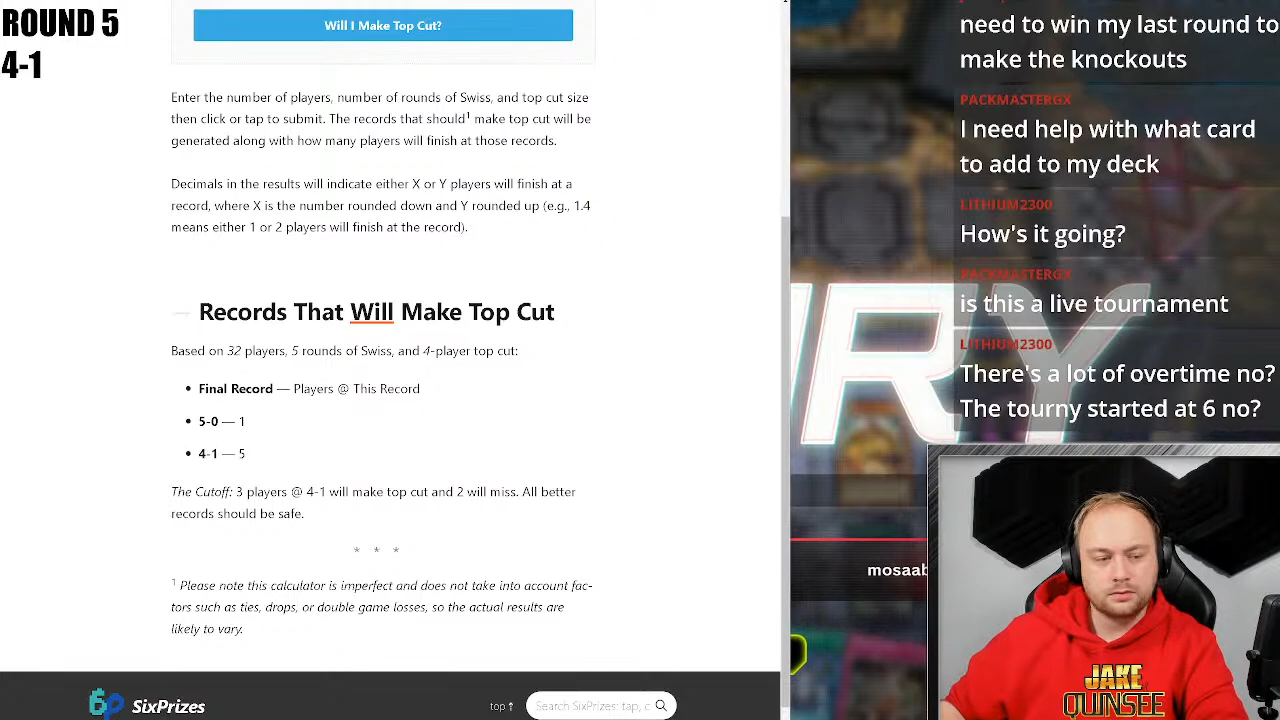 ROUND 5
4-1
Will I Make Top Cut?
Enter the number of players, number of rounds of Swiss, and top cut size
then click or tap to submit. The records that should¹ make top cut will be
generated along with how many players will finish at those records.
Decimals in the results will indicate either X or Y players will finish at a
record, where X is the number rounded down and Y rounded up (e.g., 1.4
means either 1 or 2 players will finish at the record).
— Records That Will Make Top Cut
Based on 32 players, 5 rounds of Swiss, and 4-player top cut:
• Final Record — Players @ This Record
• 5-0 — 1
• 4-1 — 5
The Cutoff: 3 players @ 4-1 will make top cut and 2 will miss. All better
records should be safe.
* * *
¹ Please note this calculator is imperfect and does not take into account fac-
tors such as ties, drops, or double game losses, so the actual results are
likely to vary.
SixPrizes
top↑
Search SixPrizes: tap, c
need to win my last round to
make the knockouts
PACKMASTERGX
I need help with what card
to add to my deck
LITHIUM2300
How's it going?
PACKMASTERGX
is this a live tournament
LITHIUM2300
There's a lot of overtime no?
The tourny started at 6 no?
RY
mosaab
JAKE
QUINSEE